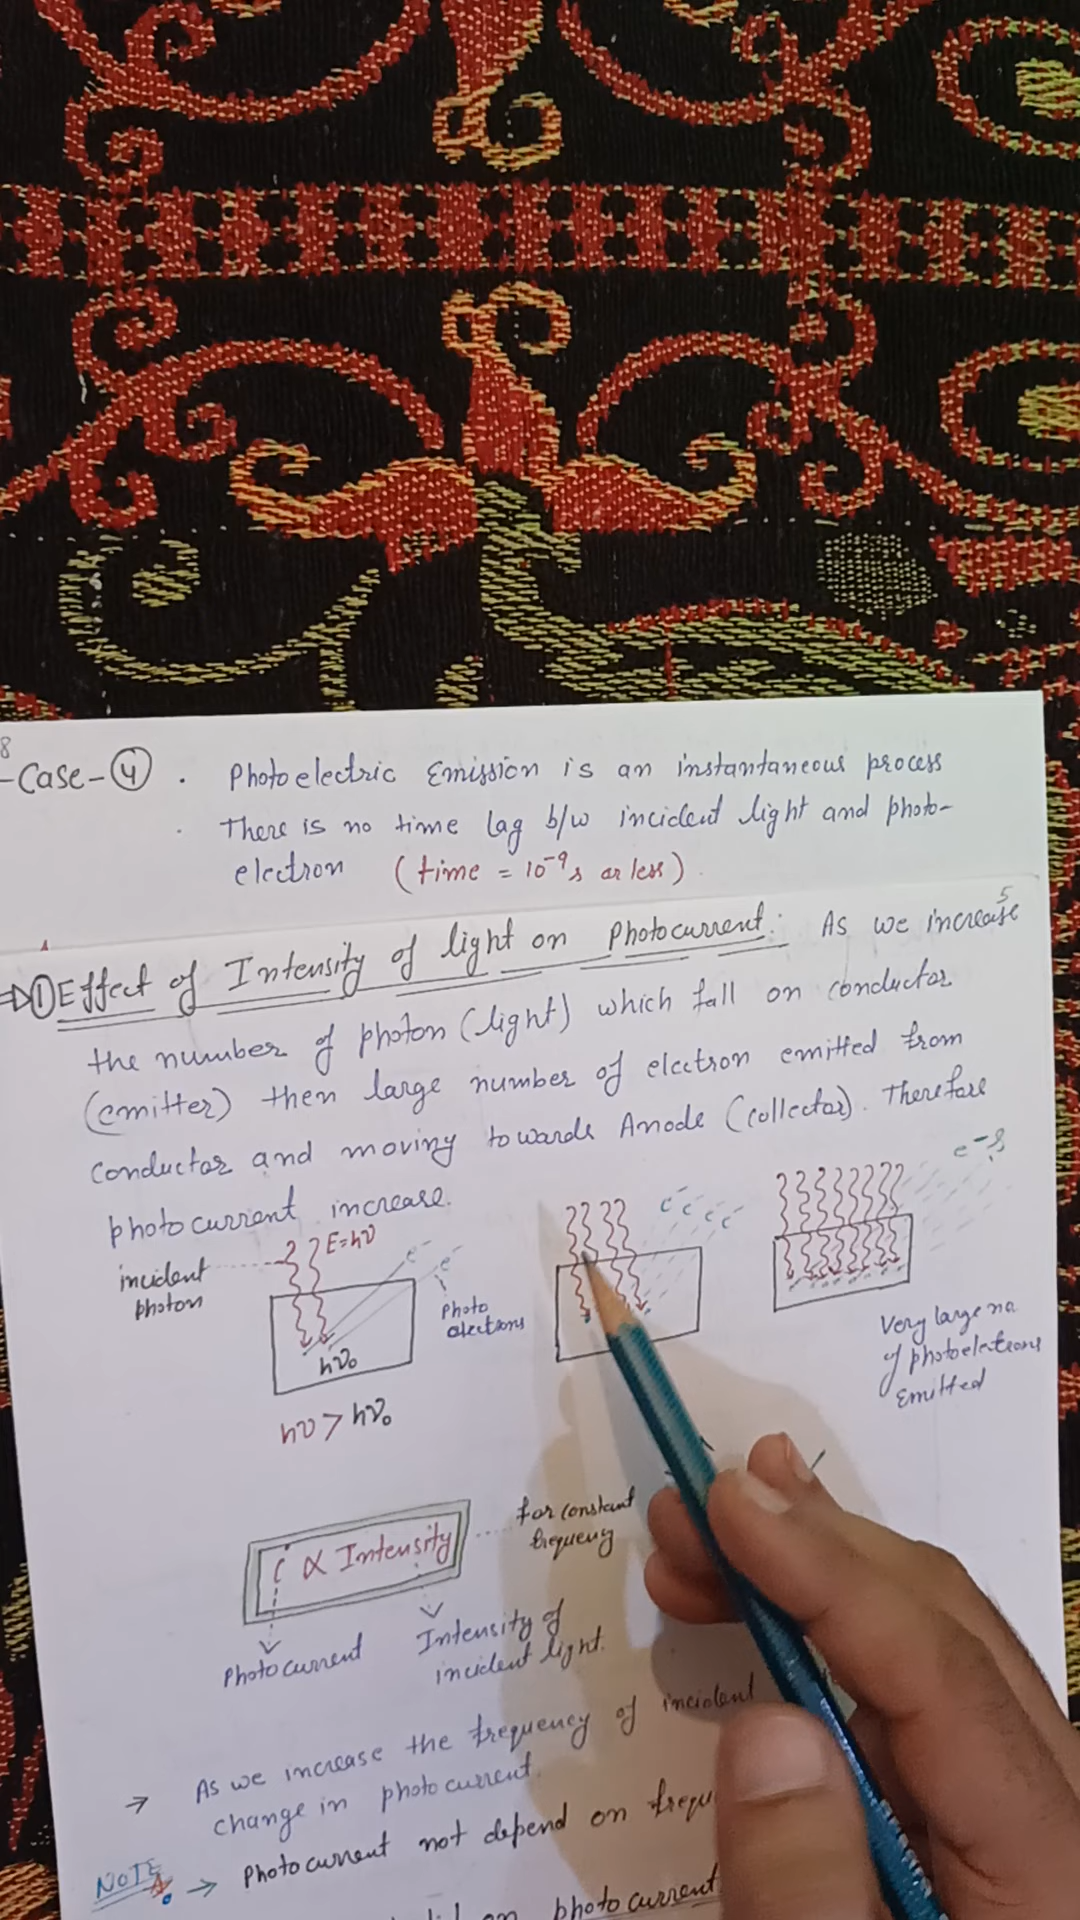 8
-Case-④ . Photoelectric Emission is an instantaneous process
. There is no time lag b/w incident light and photo-
electron (time = 10⁻⁹s or less).
5
⇒① Effect of Intensity of light on Photocurrent: As we increase
the number of photon (light) which fall on conductor
(emitter) then large number of electron emitted from
conductor and moving towards Anode (collector). Therefore
photocurrent increase.
incident
photon
E=hν
e⁻
e⁻
Photo
electrons
hν₀
hν > hν₀
e⁻ e⁻ e⁻ e⁻
e⁻s
Very large no.
of photoelectrons
Emitted
i ∝ Intensity
for constant
frequency
Photocurrent
Intensity of
incident light.
→ As we increase the frequency of incident
change in photocurrent.
NOTE → Photocurrent not depend on frequ
on photocurrent